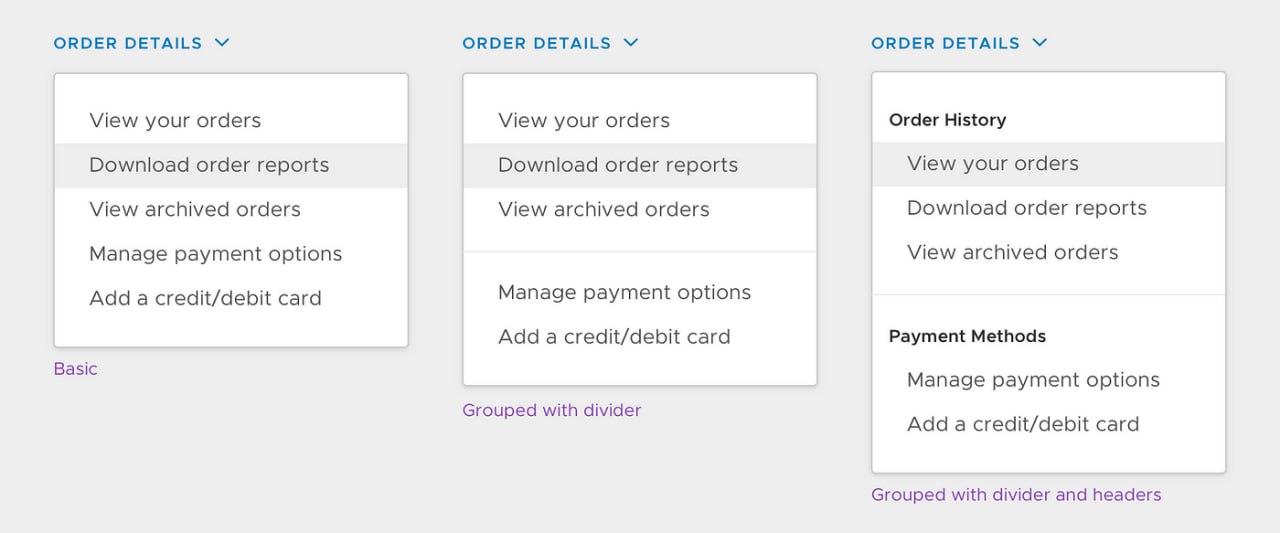 ORDER DETAILS
View your orders
Download order reports
View archived orders
Manage payment options
Add a credit/debit card
Basic
ORDER DETAILS
View your orders
Download order reports
View archived orders
Manage payment options
Add a credit/debit card
Grouped with divider
ORDER DETAILS
Order History
View your orders
Download order reports
View archived orders
Payment Methods
Manage payment options
Add a credit/debit card
Grouped with divider and headers